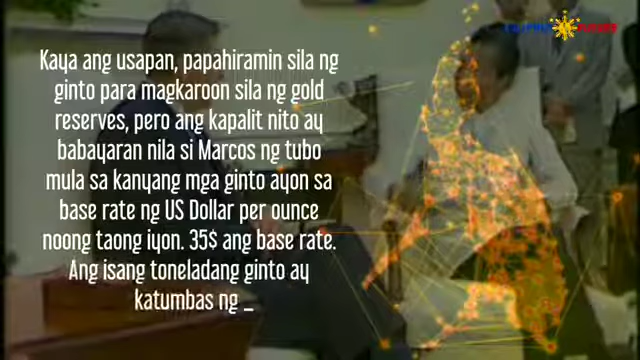 Kaya ang usapan, papahiramin sila ng
ginto para magkaroon sila ng gold
reserves, pero ang kapalit nito ay
babayaran nila si Marcos ng tubo
mula sa kanyang mga ginto ayon sa
base rate ng US Dollar per ounce
noong taong iyon. 35$ ang base rate.
Ang isang toneladang ginto ay
katumbas ng _